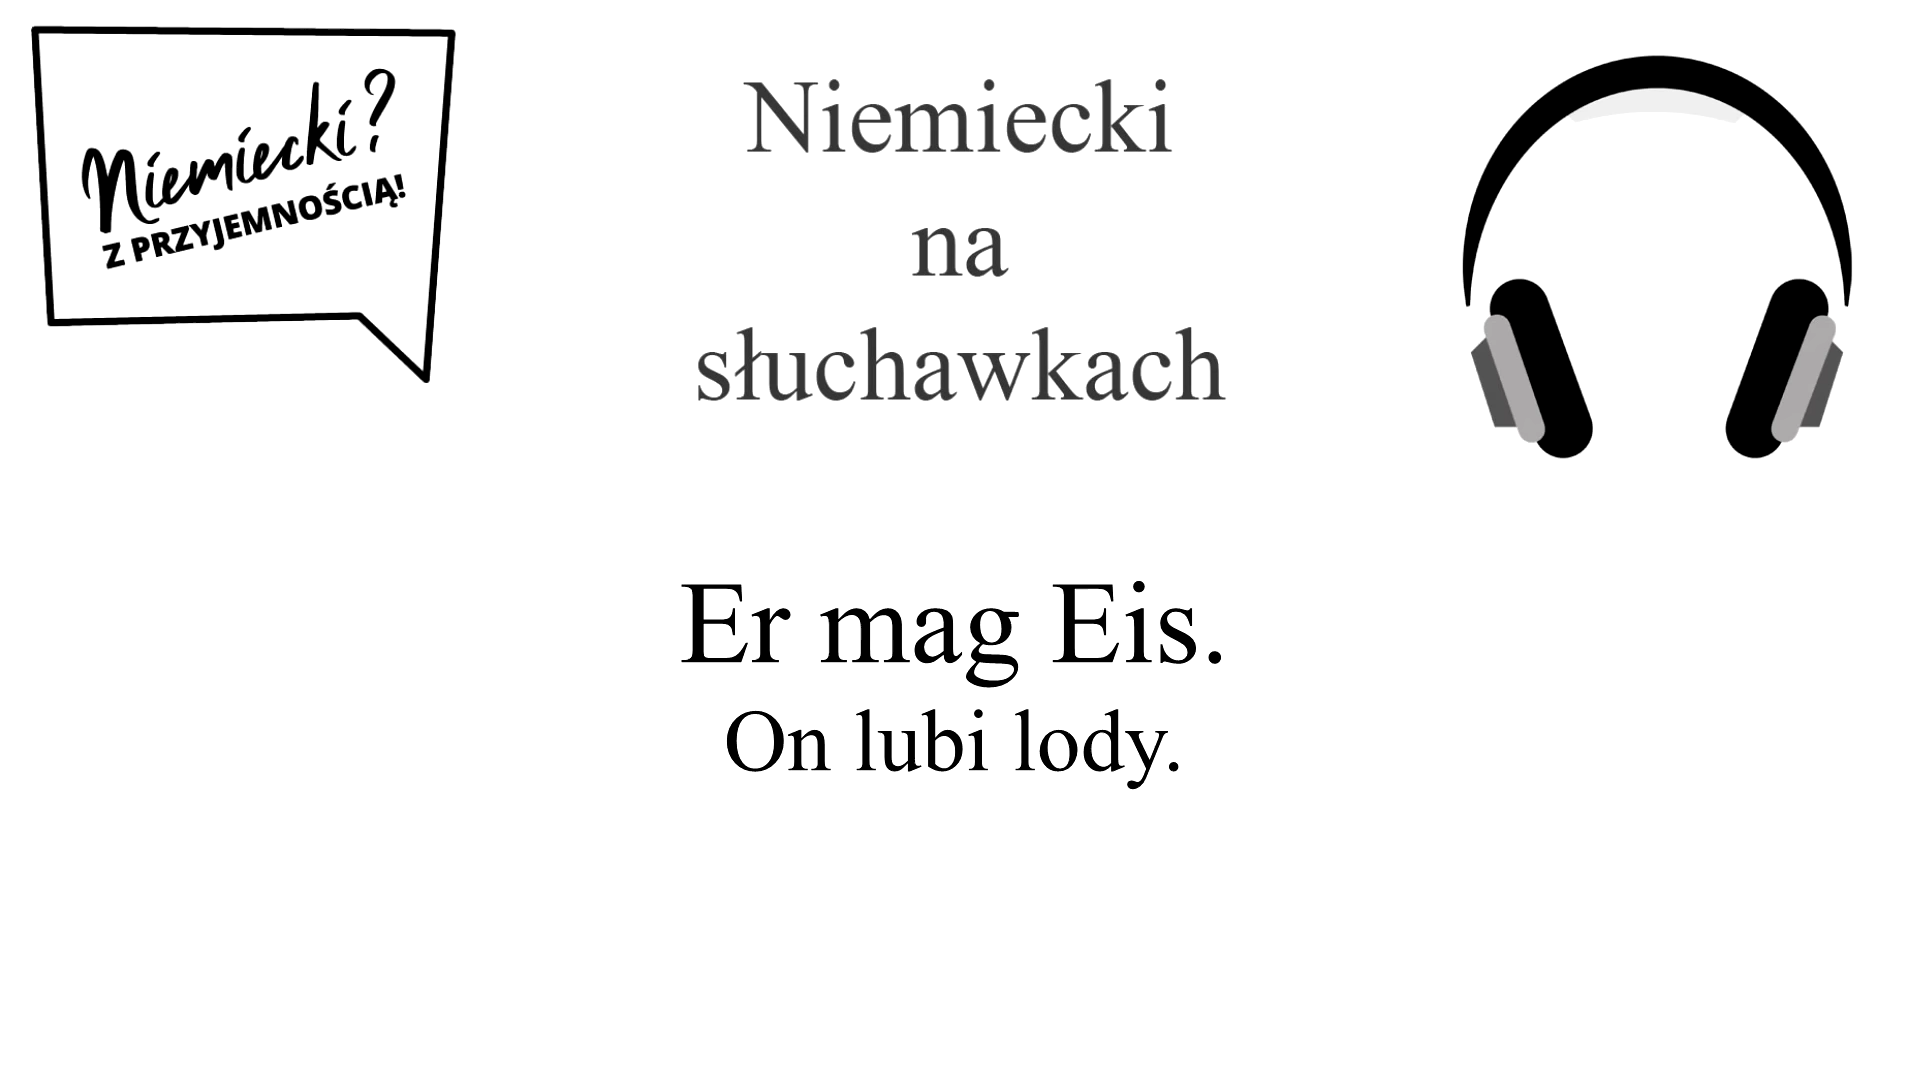 Niemiecki?
Z PRZYJEMNOŚCIĄ!
Niemiecki
na
słuchawkach
Er mag Eis.
On lubi lody.